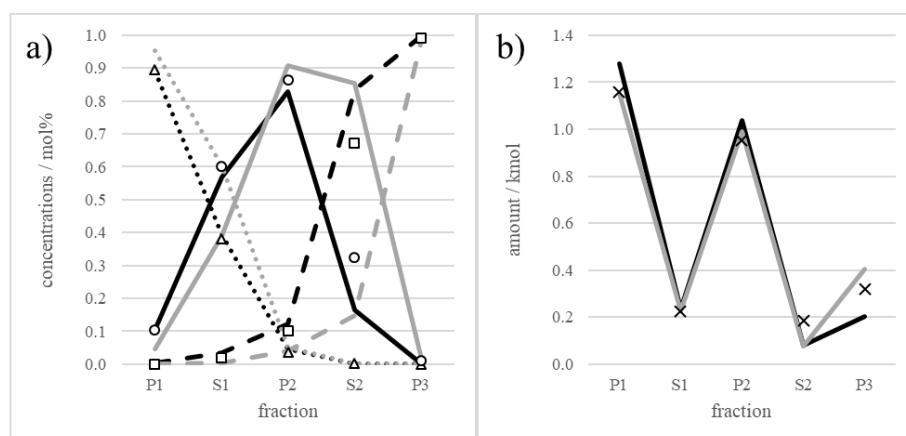 a)
concentrations / mol%
1.0
0.9
0.8
0.7
0.6
0.5
0.4
0.3
0.2
0.1
0.0
P1 S1 P2 S2 P3
fraction
b)
amount / kmol
1.4
1.2
1.0
0.8
0.6
0.4
0.2
0.0
P1 S1 P2 S2 P3
fraction